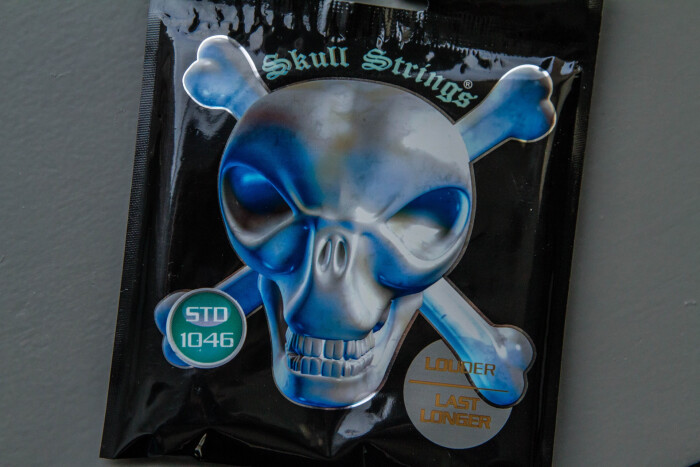 Skull Strings®
STD
1046
LOUDER
LAST
LONGER